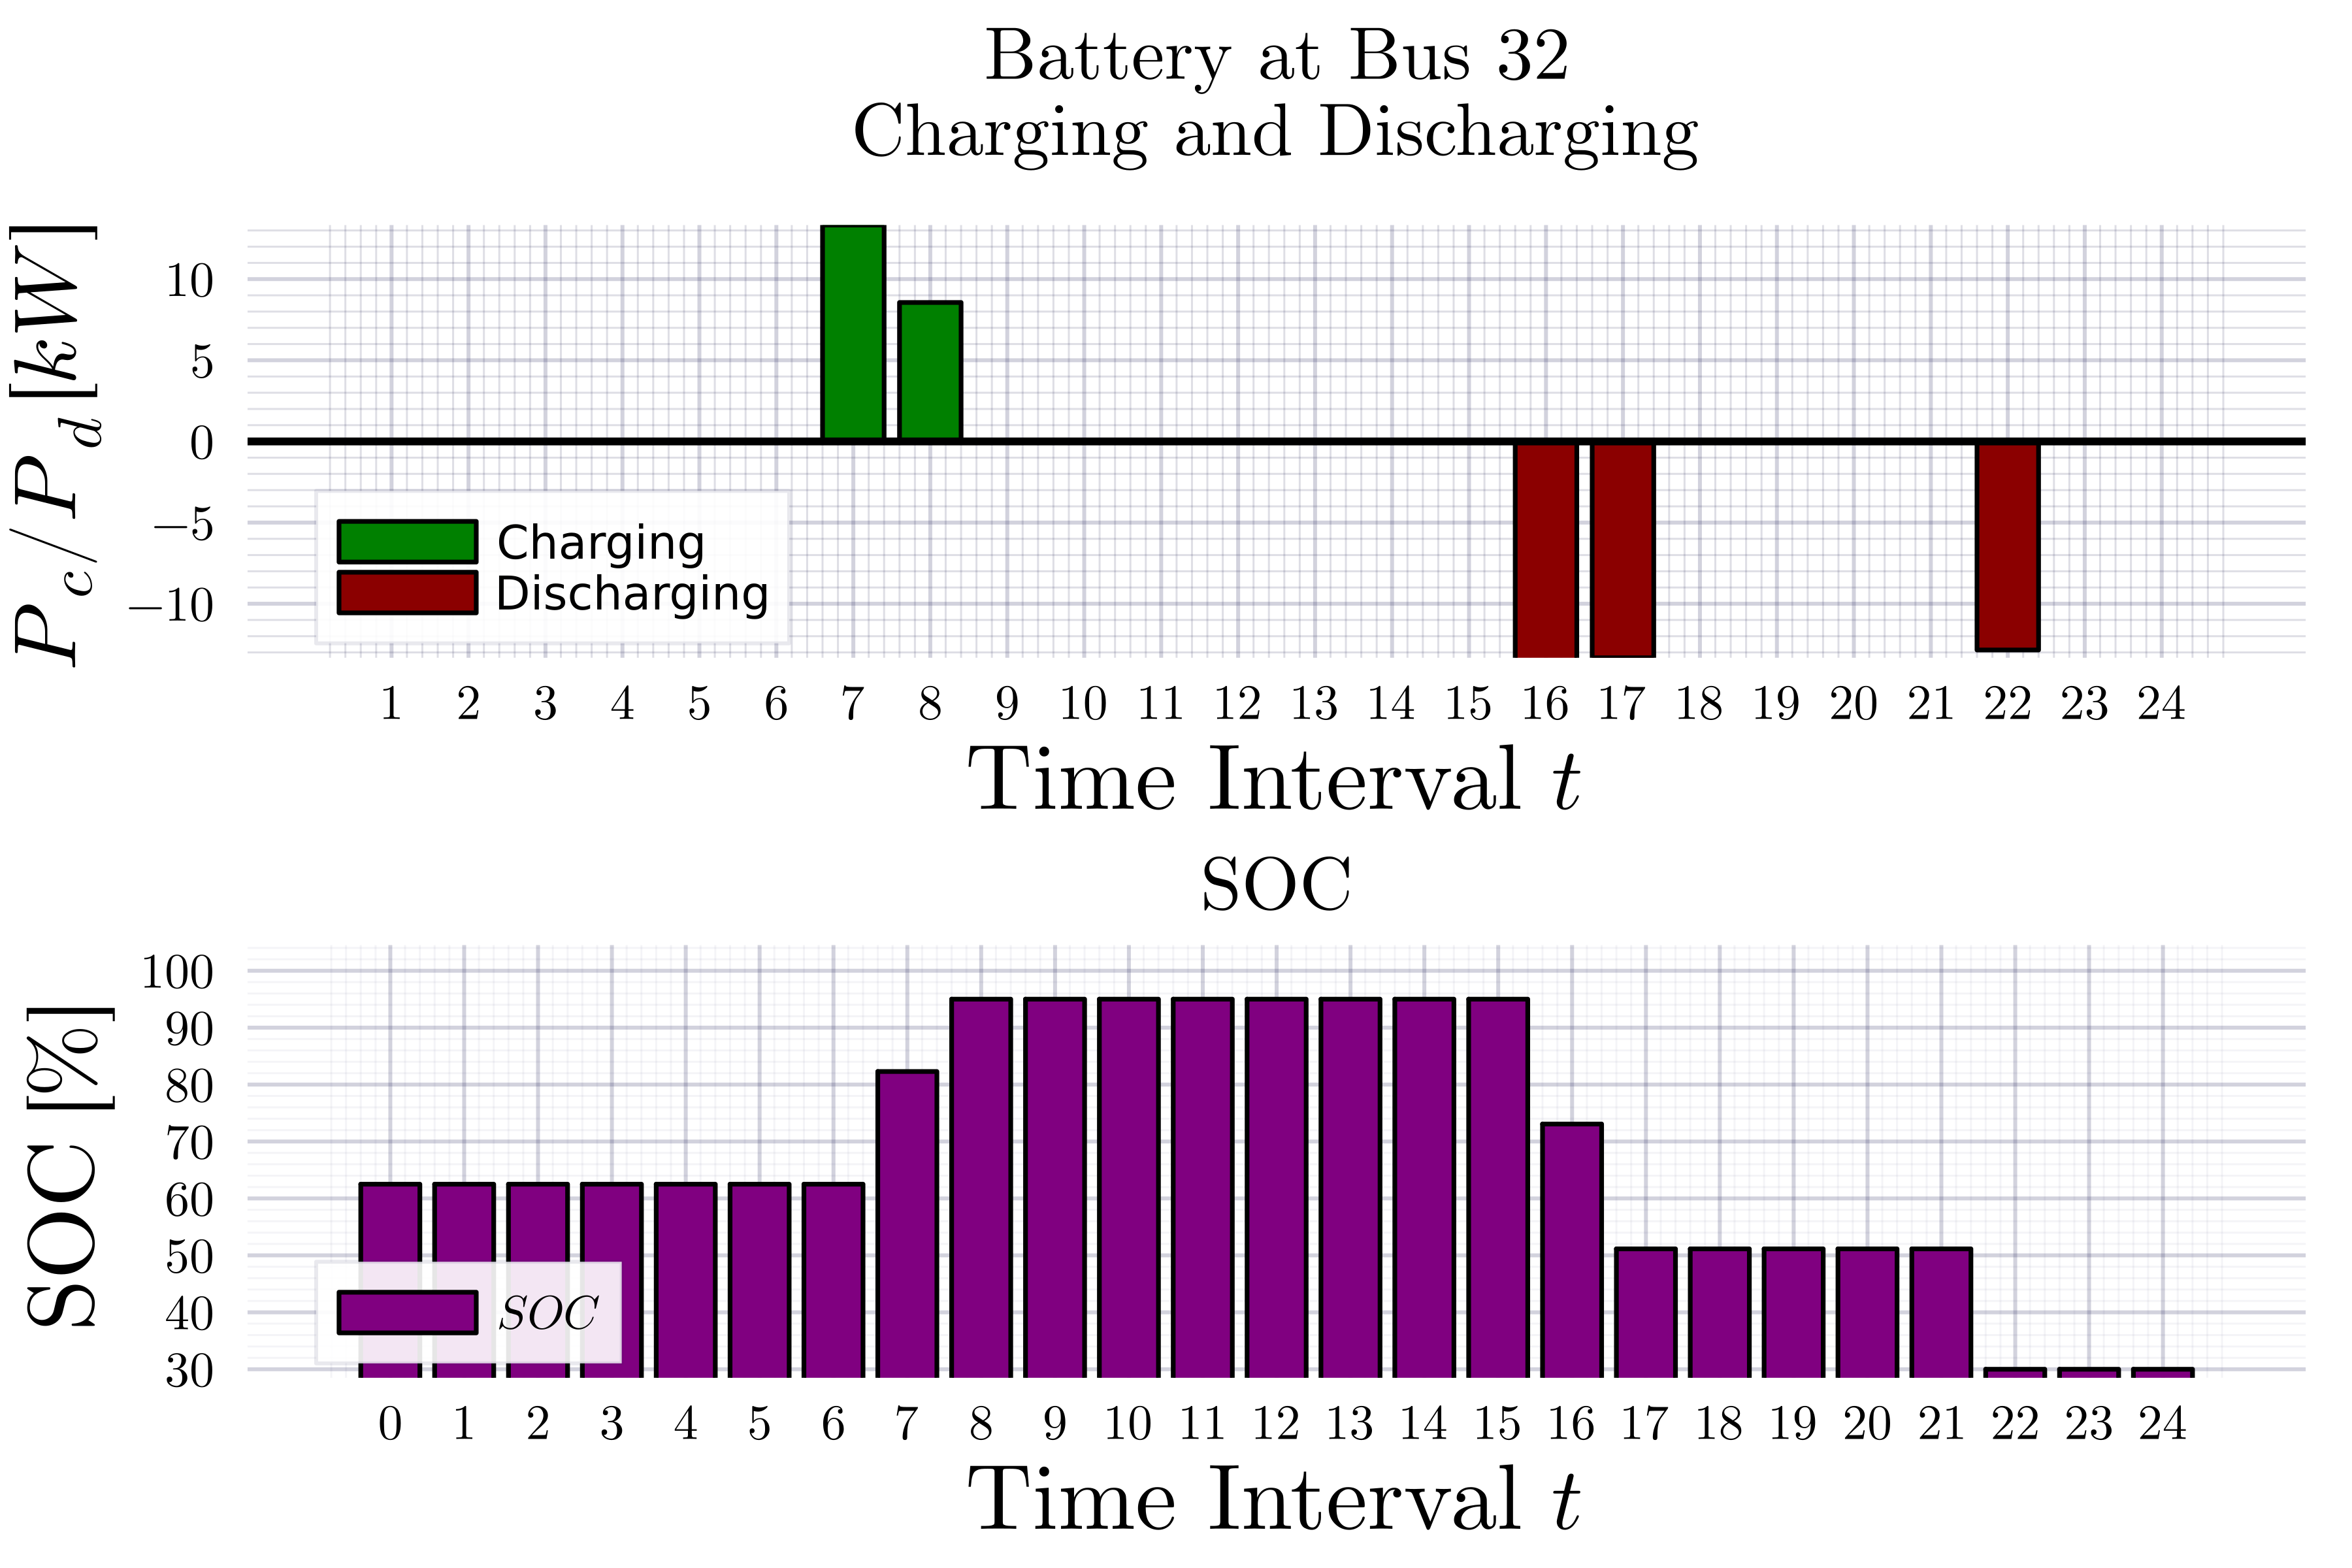 Battery at Bus 32
Charging and Discharging
P_c/P_d [kW]
10
5
0
−5
−10
Charging
Discharging
1 2 3 4 5 6 7 8 9 10 11 12 13 14 15 16 17 18 19 20 21 22 23 24
Time Interval t
SOC
SOC [%]
100
90
80
70
60
50
40
30
SOC
0 1 2 3 4 5 6 7 8 9 10 11 12 13 14 15 16 17 18 19 20 21 22 23 24
Time Interval t